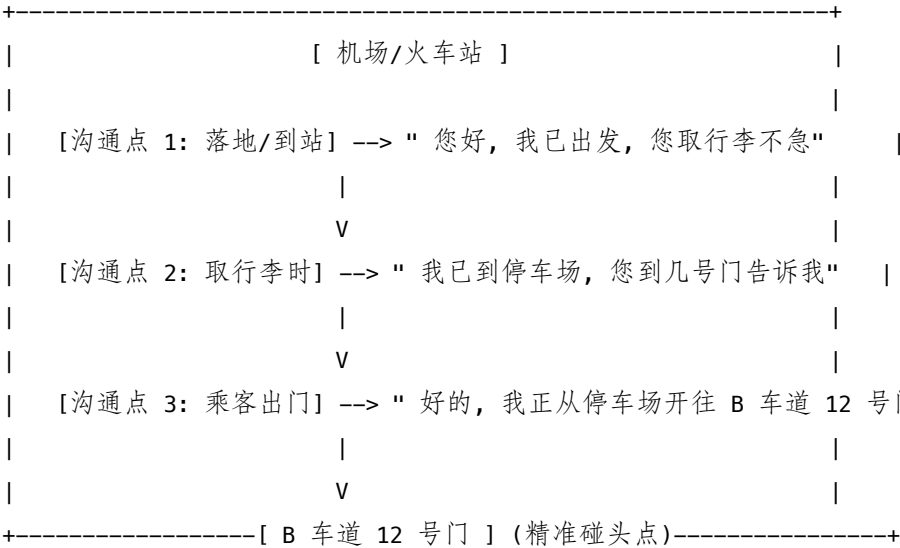 [ 机场/火车站 ]
[沟通点 1: 落地/到站] --> " 您好, 我已出发, 您取行李不急"
V
[沟通点 2: 取行李时] --> " 我已到停车场, 您到几号门告诉我"
V
[沟通点 3: 乘客出门] --> " 好的, 我正从停车场开往 B 车道 12 号
V
[ B 车道 12 号门 ] (精准碰头点)